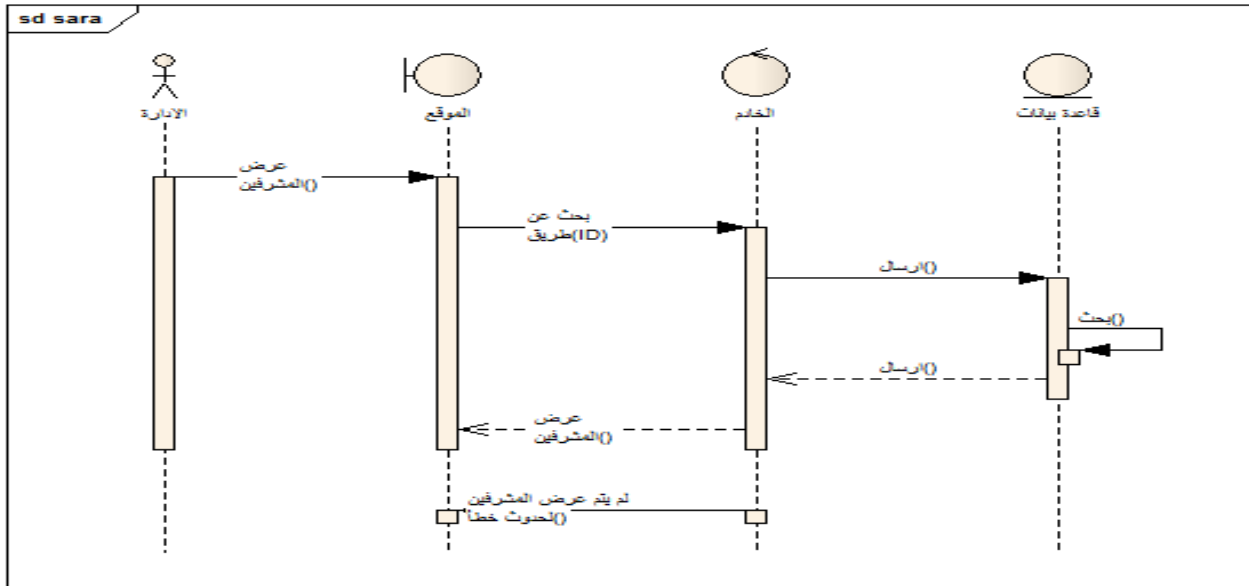 sd sara
الادارة
الموقع
الخادم
قاعدة بيانات
عرض
المشرفين()
بحث عن
طريق(ID)
ارسال()
بحث()
ارسال()
عرض
المشرفين()
لم يتم عرض المشرفين
لحدوث خطأ()